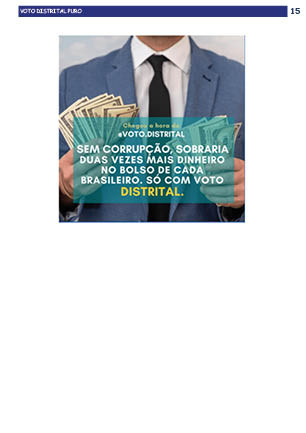 VOTO DISTRITAL PURO 15
Chegou a hora do
#VOTO.DISTRITAL
SEM CORRUPÇÃO, SOBRARIA
DUAS VEZES MAIS DINHEIRO
NO BOLSO DE CADA
BRASILEIRO. SÓ COM VOTO
DISTRITAL.